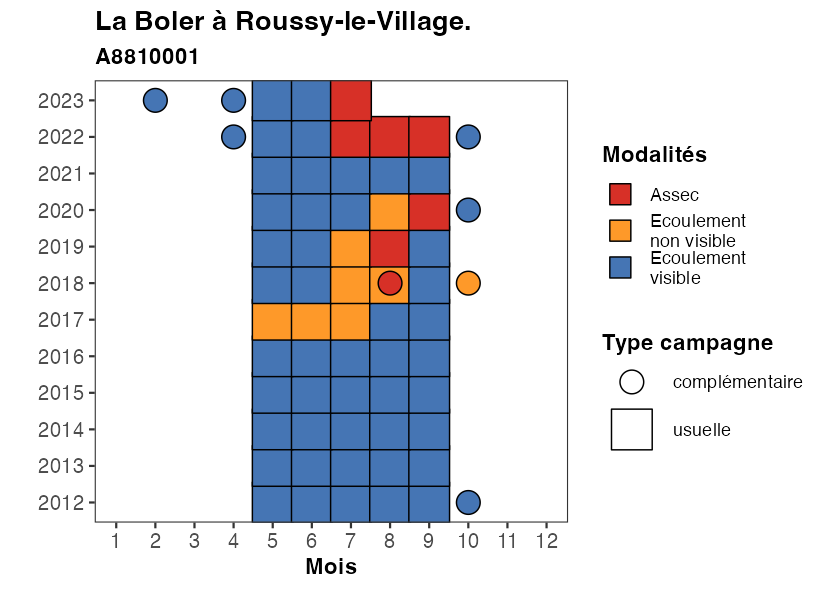 La Boler à Roussy-le-Village.
A8810001
2023
2022
2021
2020
2019
2018
2017
2016
2015
2014
2013
2012
1 2 3 4 5 6 7 8 9 10 11 12
Mois
Modalités
Assec
Ecoulement
non visible
Ecoulement
visible
Type campagne
complémentaire
usuelle